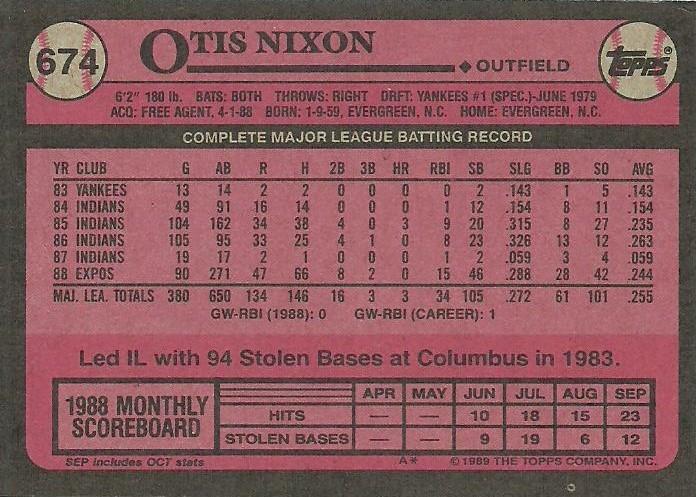 674
OTIS NIXON
◆ OUTFIELD
TOPPS®
6'2" 180 lb. BATS: BOTH THROWS: RIGHT DRFT: YANKEES #1 (SPEC.)-JUNE 1979
ACQ: FREE AGENT, 4-1-88 BORN: 1-9-59, EVERGREEN, N.C. HOME: EVERGREEN, N.C.
COMPLETE MAJOR LEAGUE BATTING RECORD
YR CLUB G AB R H 2B 3B HR RBI SB SLG BB SO AVG
83 YANKEES 13 14 2 2 0 0 0 0 2 .143 1 5 .143
84 INDIANS 49 91 16 14 0 0 0 1 12 .154 8 11 .154
85 INDIANS 104 162 34 38 4 0 3 9 20 .315 8 27 .235
86 INDIANS 105 95 33 25 4 1 0 8 23 .326 13 12 .263
87 INDIANS 19 17 2 1 0 0 0 1 2 .059 3 4 .059
88 EXPOS 90 271 47 66 8 2 0 15 46 .288 28 42 .244
MAJ. LEA. TOTALS 380 650 134 146 16 3 3 34 105 .272 61 101 .255
GW-RBI (1988): 0 GW-RBI (CAREER): 1
Led IL with 94 Stolen Bases at Columbus in 1983.
1988 MONTHLY SCOREBOARD
APR MAY JUN JUL AUG SEP
HITS — — 10 18 15 23
STOLEN BASES — — 9 19 6 12
SEP includes OCT stats A* © 1989 THE TOPPS COMPANY, INC.